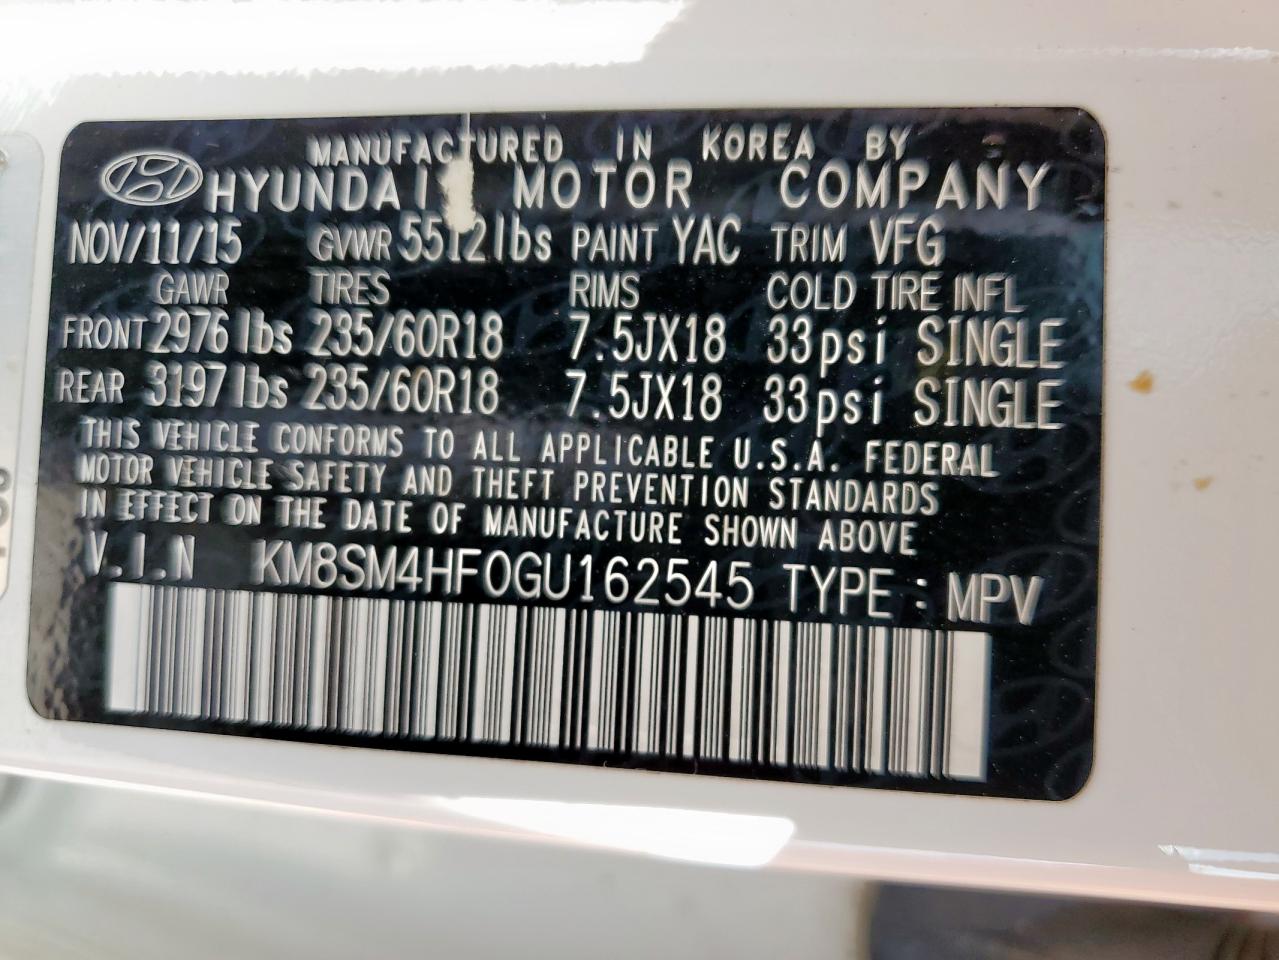 MANUFACTURED IN KOREA BY
HYUNDAI MOTOR COMPANY
NOV/11/15 GVWR 5512lbs PAINT YAC TRIM VFG
GAWR TIRES RIMS COLD TIRE INFL
FRONT 2976 lbs 235/60R18 7.5JX18 33psi SINGLE
REAR 3197 lbs 235/60R18 7.5JX18 33psi SINGLE
THIS VEHICLE CONFORMS TO ALL APPLICABLE U.S.A. FEDERAL
MOTOR VEHICLE SAFETY AND THEFT PREVENTION STANDARDS
IN EFFECT ON THE DATE OF MANUFACTURE SHOWN ABOVE
V.I.N KM8SM4HF0GU162545 TYPE : MPV